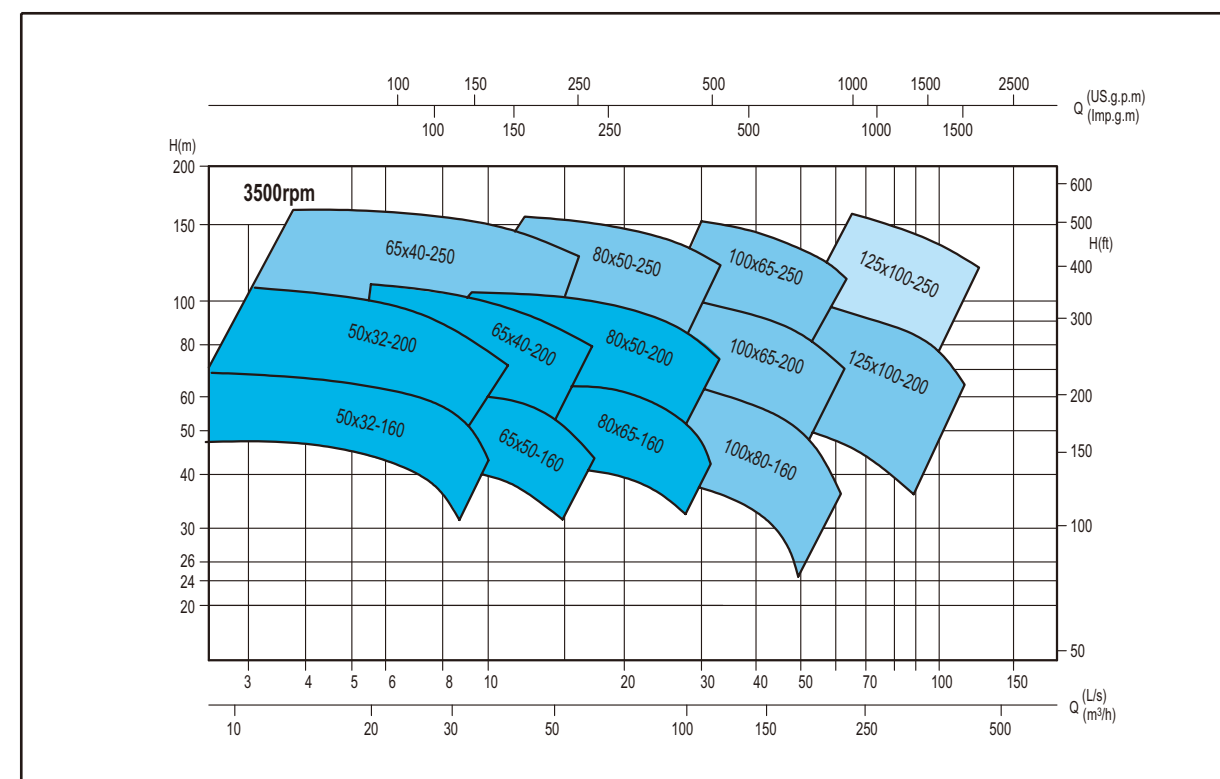 100 150 250 500 1000 1500 2500
Q (US.g.p.m)
(Imp.g.m)
100 150 250 500 1000 1500
H(m)
200
3500rpm
600
150
500
H(ft)
65x40-250
80x50-250
100x65-250
125x100-250
400
100
300
50x32-200
65x40-200
80x50-200
100x65-200
125x100-200
80
60
200
50
50x32-160
65x50-160
80x65-160
100x80-160
150
40
30
100
26
24
20
50
3 4 5 6 8 10 20 30 40 50 70 100 150
Q (L/s)
(m³/h)
10 20 30 50 100 150 250 500